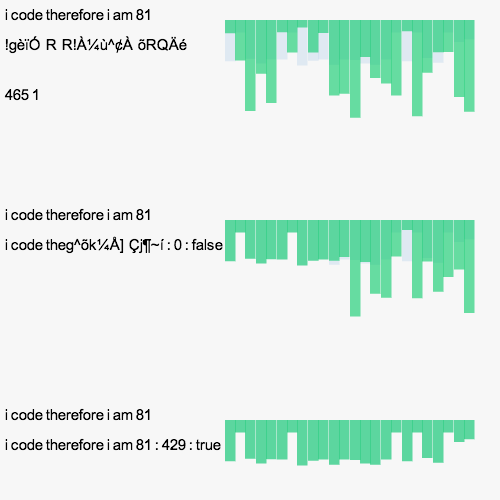 i code therefore i am 81
!gèïÓ R R!À¼ù^¢À õRQÄé
465 1
i code therefore i am 81
i code theg^õk¼Å] Çj¶~í : 0 : false
i code therefore i am 81
i code therefore i am 81 : 429 : true